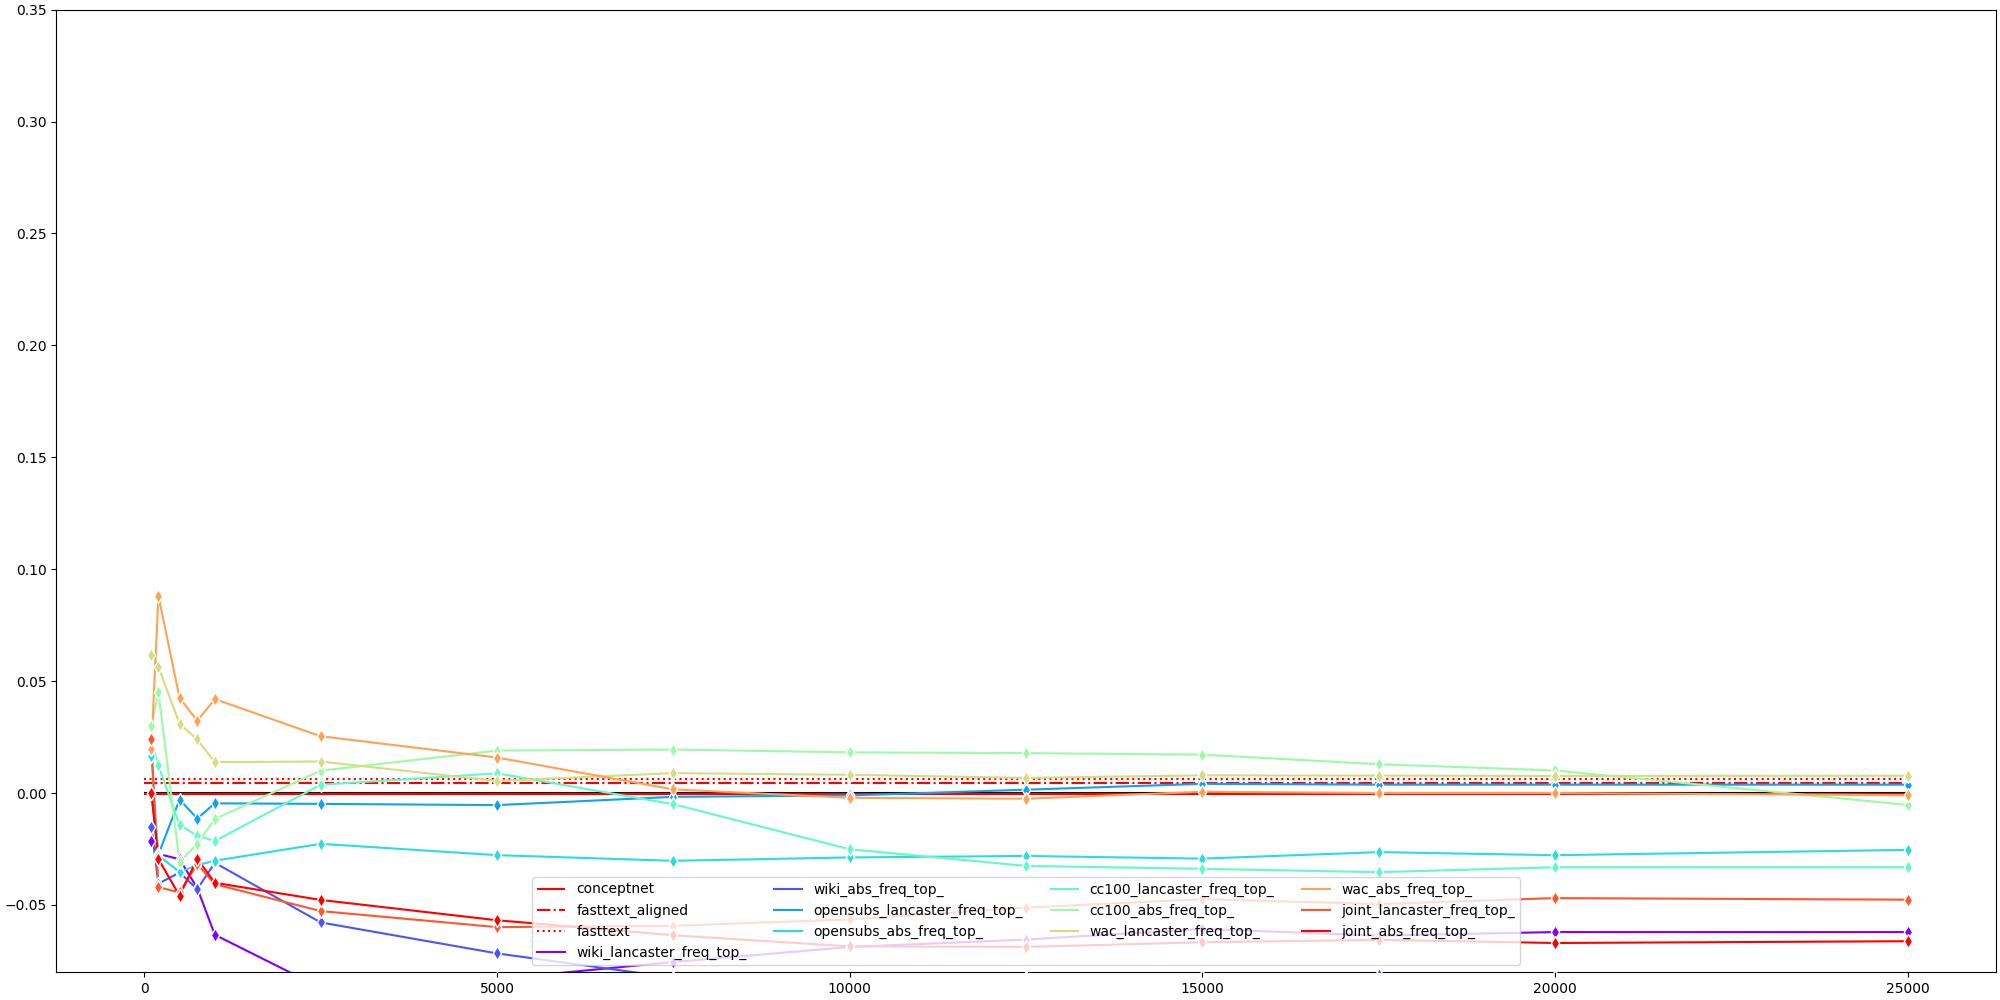 0.35
0.30
0.25
0.20
0.15
0.10
0.05
0.00
−0.05
conceptnet
fasttext_aligned
fasttext
wiki_lancaster_freq_top_
wiki_abs_freq_top_
opensubs_lancaster_freq_top_
opensubs_abs_freq_top_
cc100_lancaster_freq_top_
cc100_abs_freq_top_
wac_lancaster_freq_top_
wac_abs_freq_top_
joint_lancaster_freq_top_
joint_abs_freq_top_
0 5000 10000 15000 20000 25000